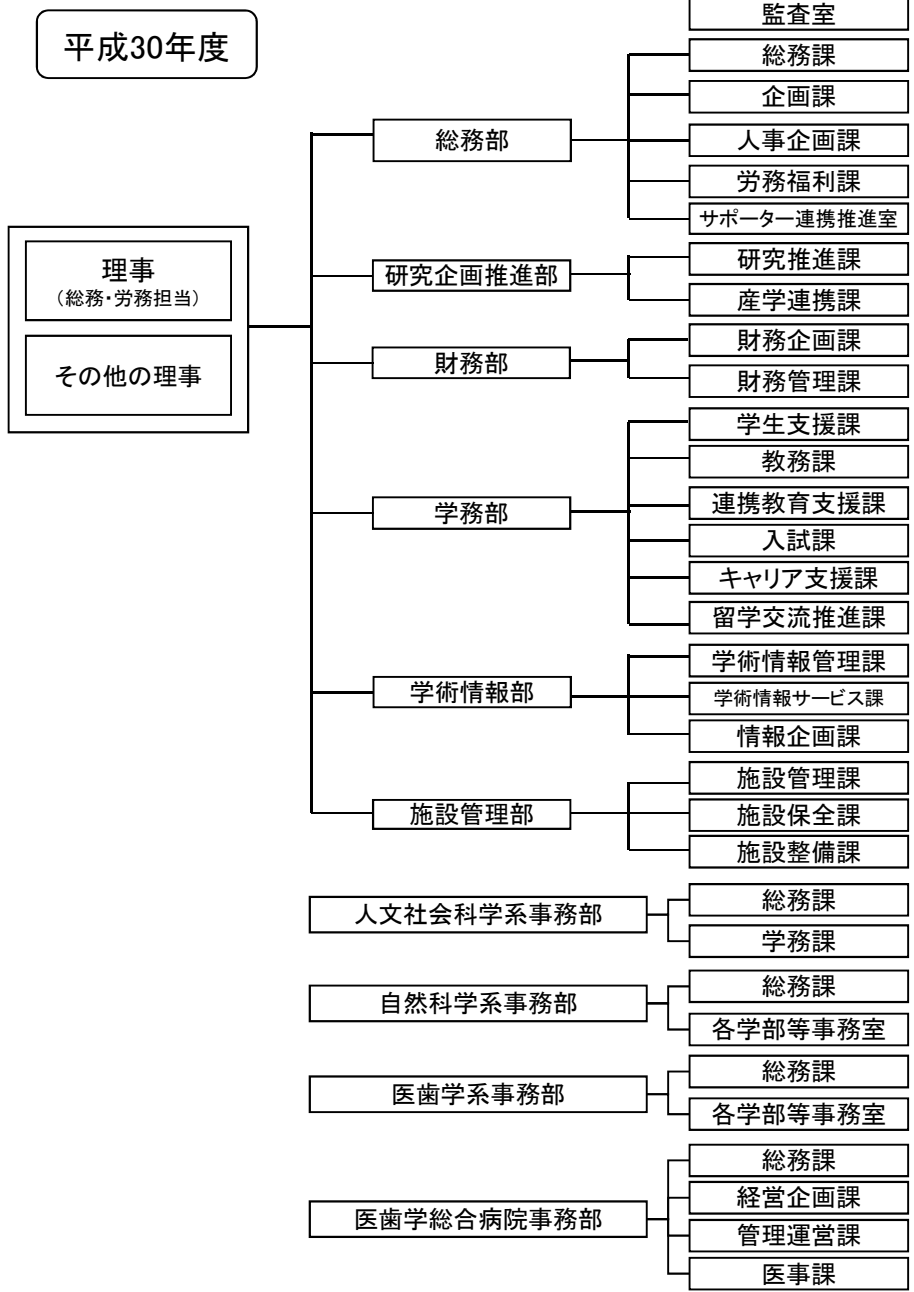 平成30年度
理事
（総務・労務担当）
その他の理事
監査室
総務部
総務課
企画課
人事企画課
労務福利課
サポーター連携推進室
研究企画推進部
研究推進課
産学連携課
財務部
財務企画課
財務管理課
学務部
学生支援課
教務課
連携教育支援課
入試課
キャリア支援課
留学交流推進課
学術情報部
学術情報管理課
学術情報サービス課
情報企画課
施設管理部
施設管理課
施設保全課
施設整備課
人文社会科学系事務部
総務課
学務課
自然科学系事務部
総務課
各学部等事務室
医歯学系事務部
総務課
各学部等事務室
医歯学総合病院事務部
総務課
経営企画課
管理運営課
医事課